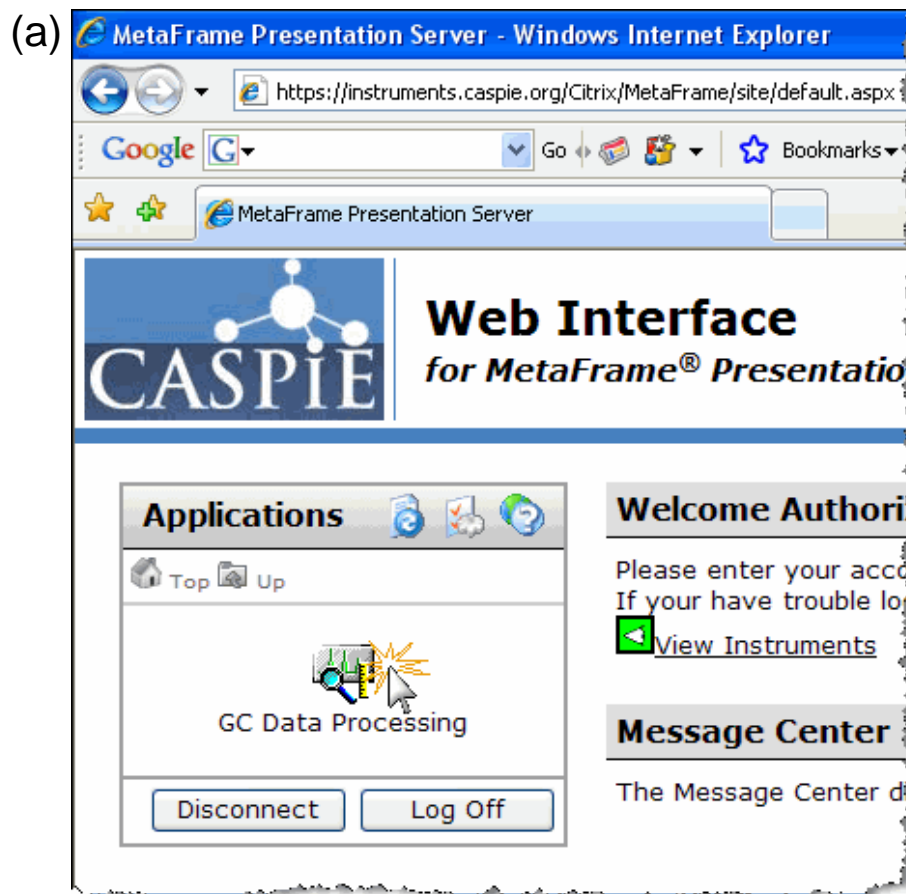 (a)
MetaFrame Presentation Server - Windows Internet Explorer
https://instruments.caspie.org/Citrix/MetaFrame/site/default.aspx
Google G Go Bookmarks
MetaFrame Presentation Server
CASPiE
Web Interface
for MetaFrame® Presentatio
Applications
Top Up
GC Data Processing
Disconnect Log Off
Welcome Authori
Please enter your acco
If your have trouble lo
View Instruments
Message Center
The Message Center d